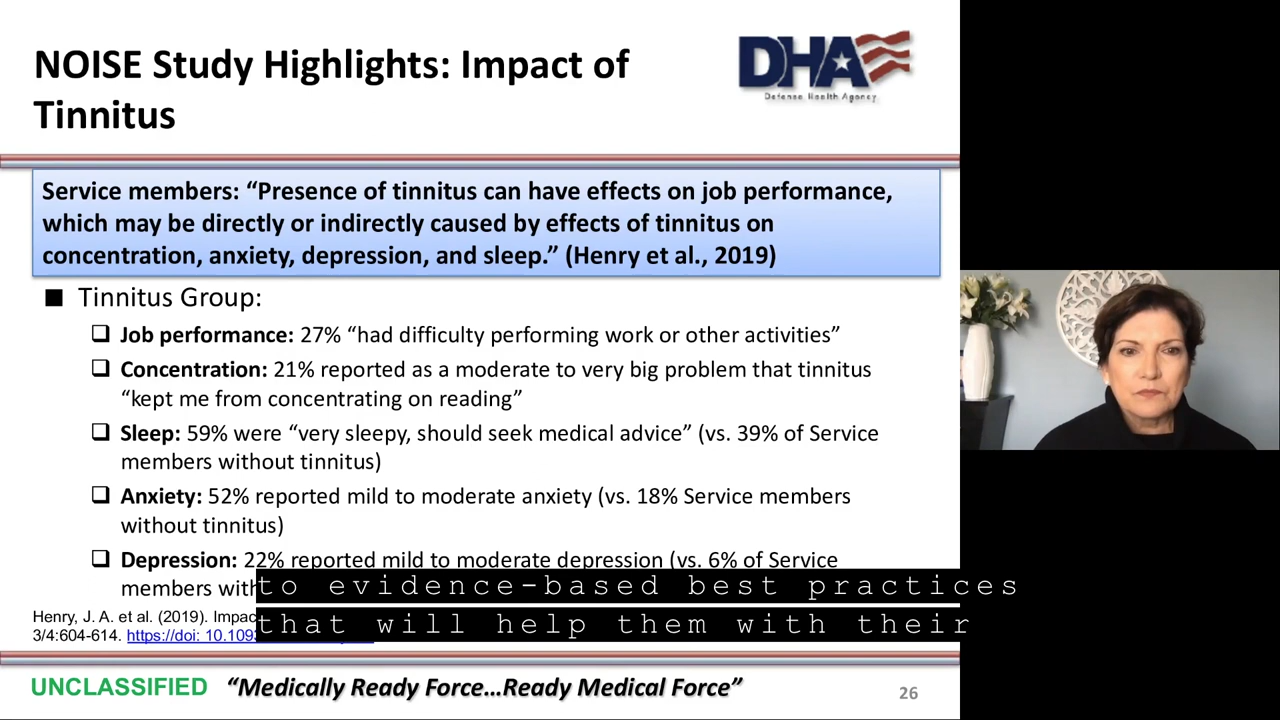 NOISE Study Highlights: Impact of
Tinnitus
DHA
Defense Health Agency
Service members: “Presence of tinnitus can have effects on job performance,
which may be directly or indirectly caused by effects of tinnitus on
concentration, anxiety, depression, and sleep.” (Henry et al., 2019)
Tinnitus Group:
Job performance: 27% “had difficulty performing work or other activities”
Concentration: 21% reported as a moderate to very big problem that tinnitus
“kept me from concentrating on reading”
Sleep: 59% were “very sleepy, should seek medical advice” (vs. 39% of Service
members without tinnitus)
Anxiety: 52% reported mild to moderate anxiety (vs. 18% Service members
without tinnitus)
Depression: 22% reported mild to moderate depression (vs. 6% of Service
members
to evidence-based best practices
that will help them with their
Henry, J. A. et al. (2019).
3/4:604-614. https://doi: 10.109
UNCLASSIFIED “Medically Ready Force…Ready Medical Force” 26